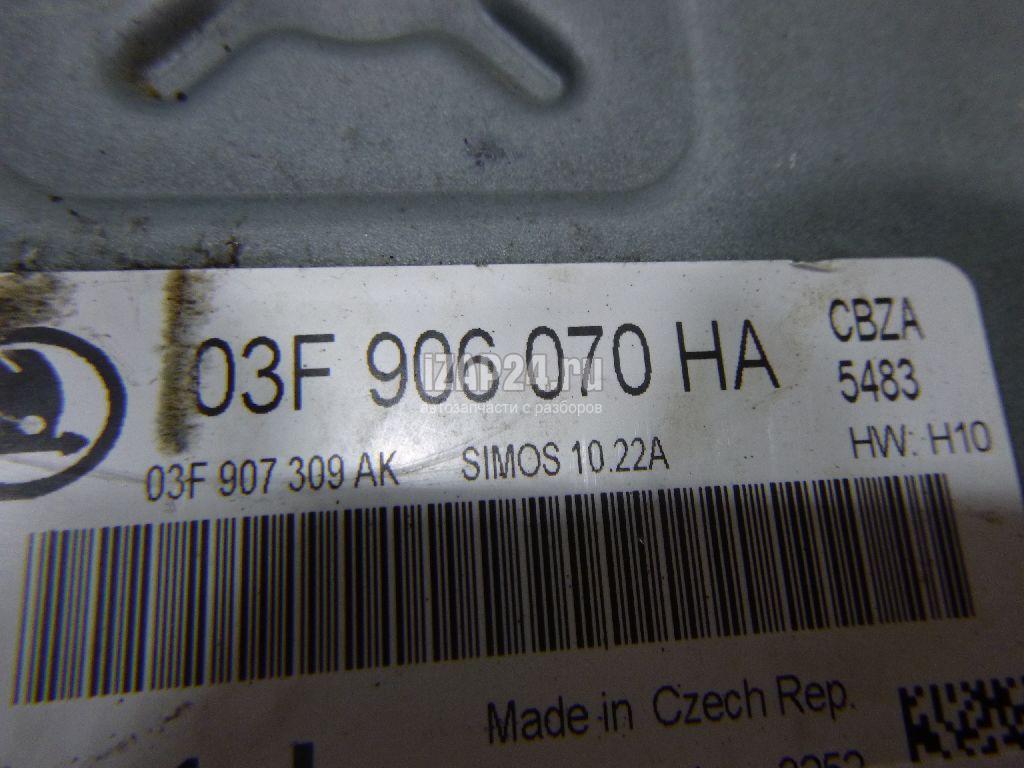 03F 906 070 HA
CBZA
5483
iZAP24.ru
автозапчасти с разборов
03F 907 309 AK
SIMOS 10.22A
HW: H10
Made in Czech Rep.